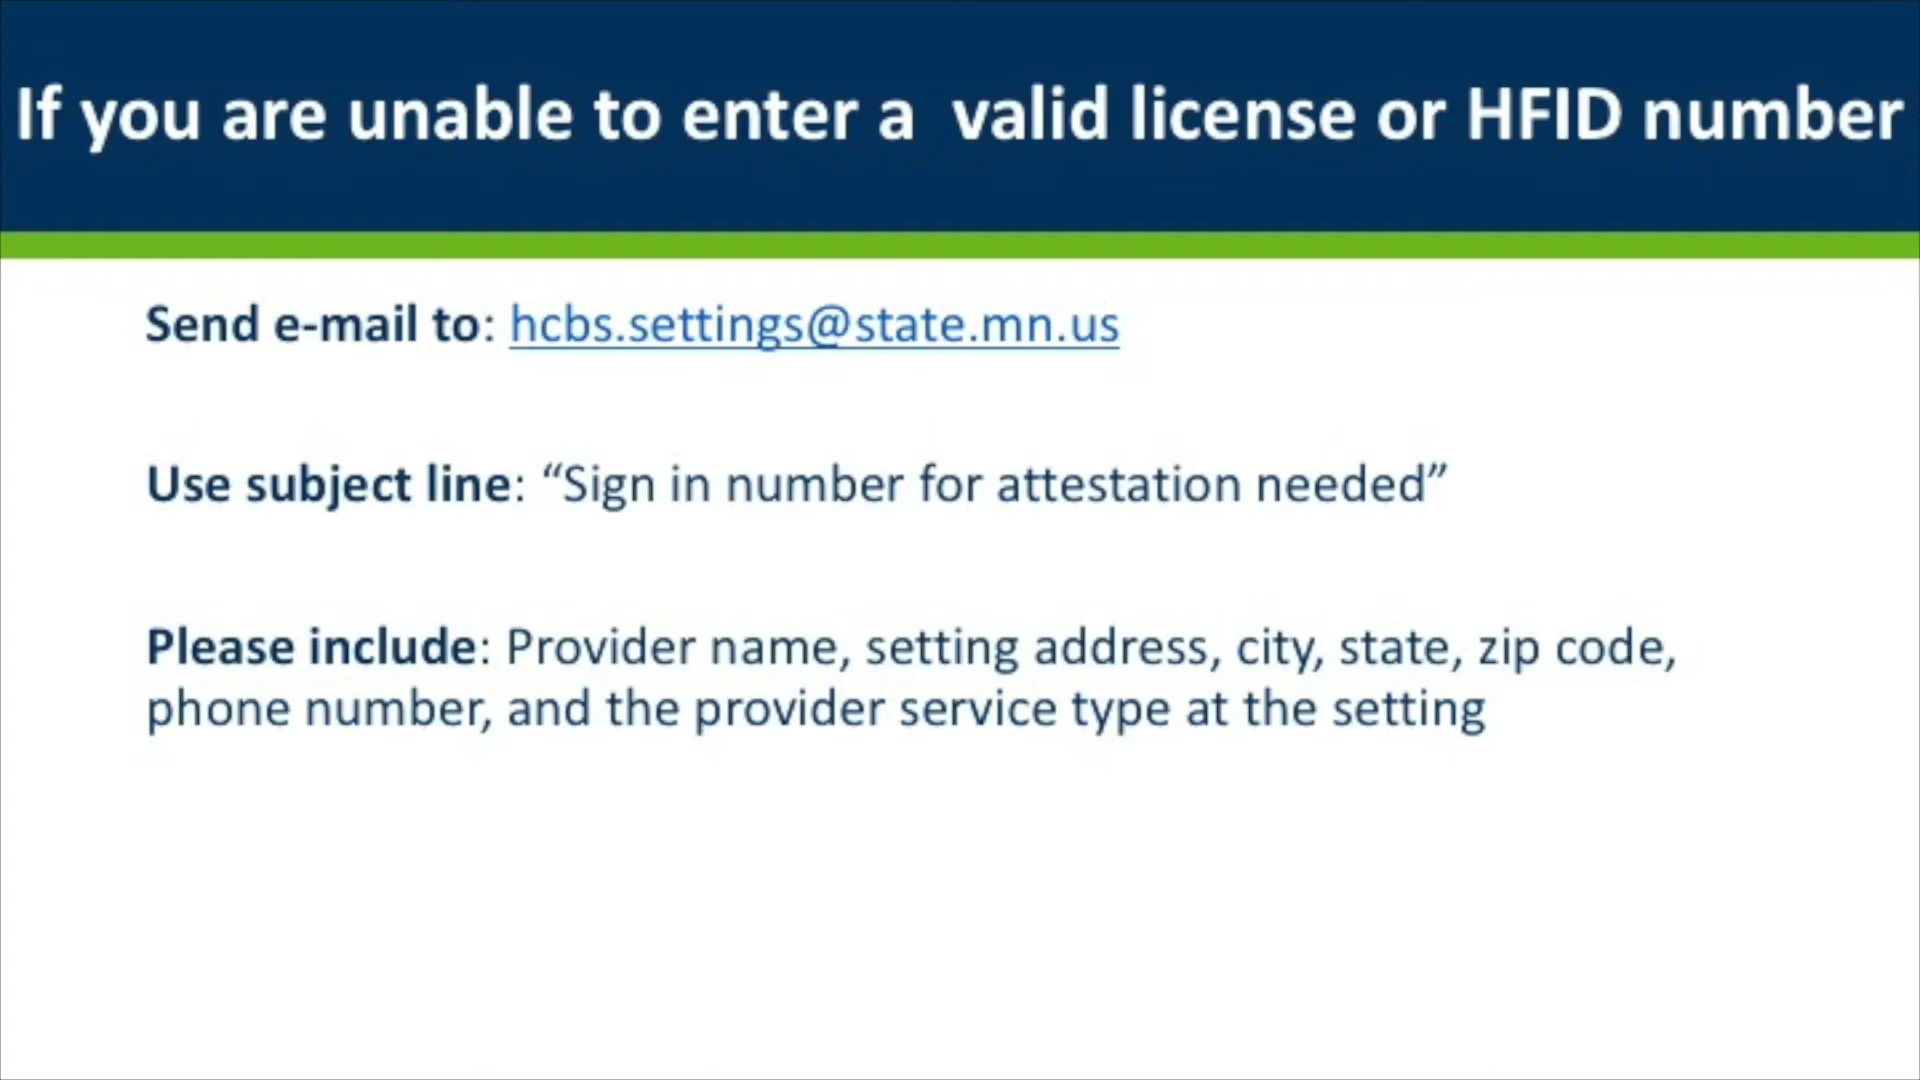 If you are unable to enter a  valid license or HFID number
Send e-mail to: hcbs.settings@state.mn.us
Use subject line: “Sign in number for attestation needed”
Please include: Provider name, setting address, city, state, zip code,
phone number, and the provider service type at the setting